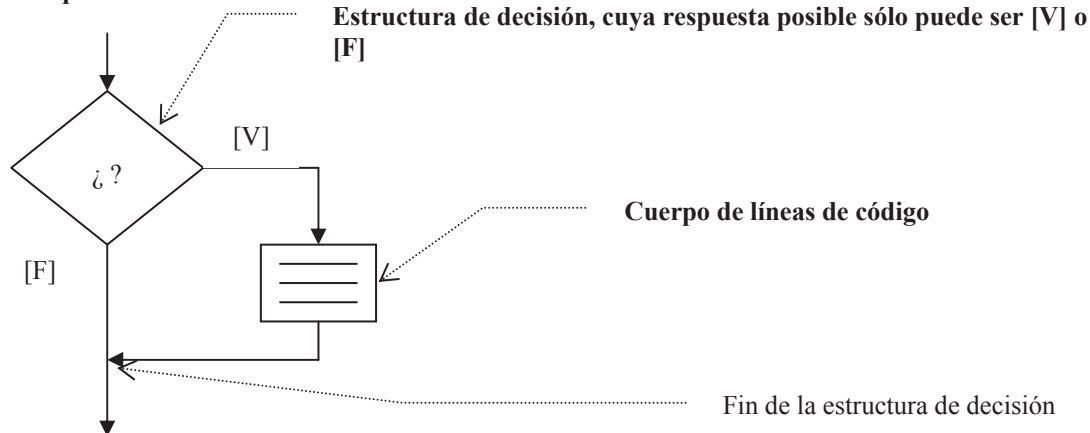 Estructura de decisión, cuya respuesta posible sólo puede ser [V] o
[F]
[V]
¿ ?
Cuerpo de líneas de código
[F]
Fin de la estructura de decisión